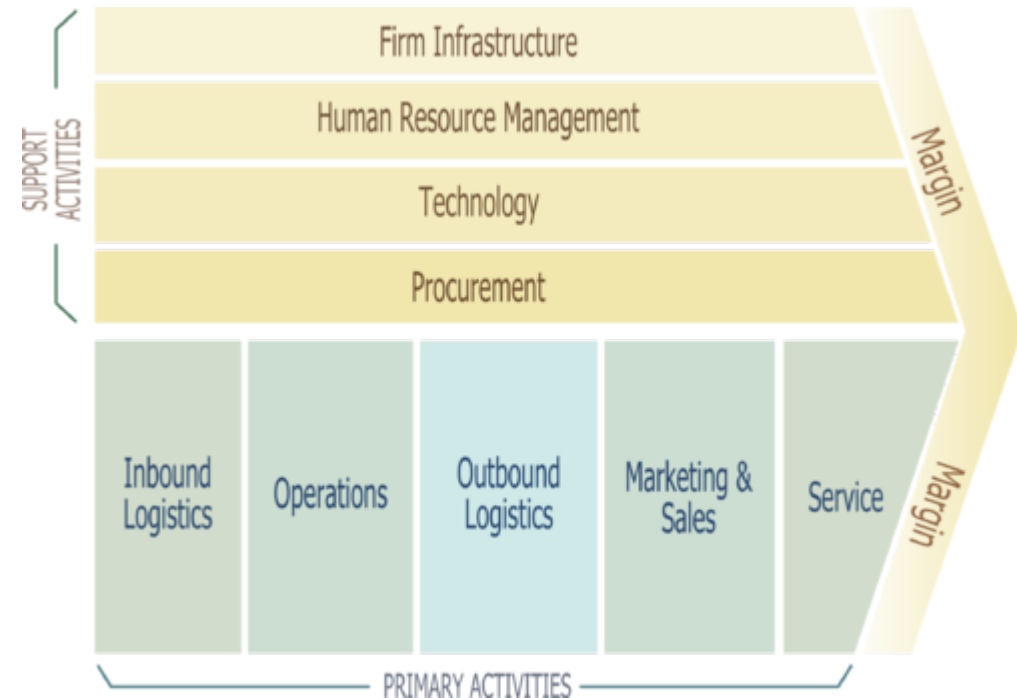 Firm Infrastructure
Human Resource Management
Technology
Procurement
SUPPORT
ACTIVITIES
Margin
Inbound
Logistics
Operations
Outbound
Logistics
Marketing &
Sales
Service
Margin
PRIMARY ACTIVITIES